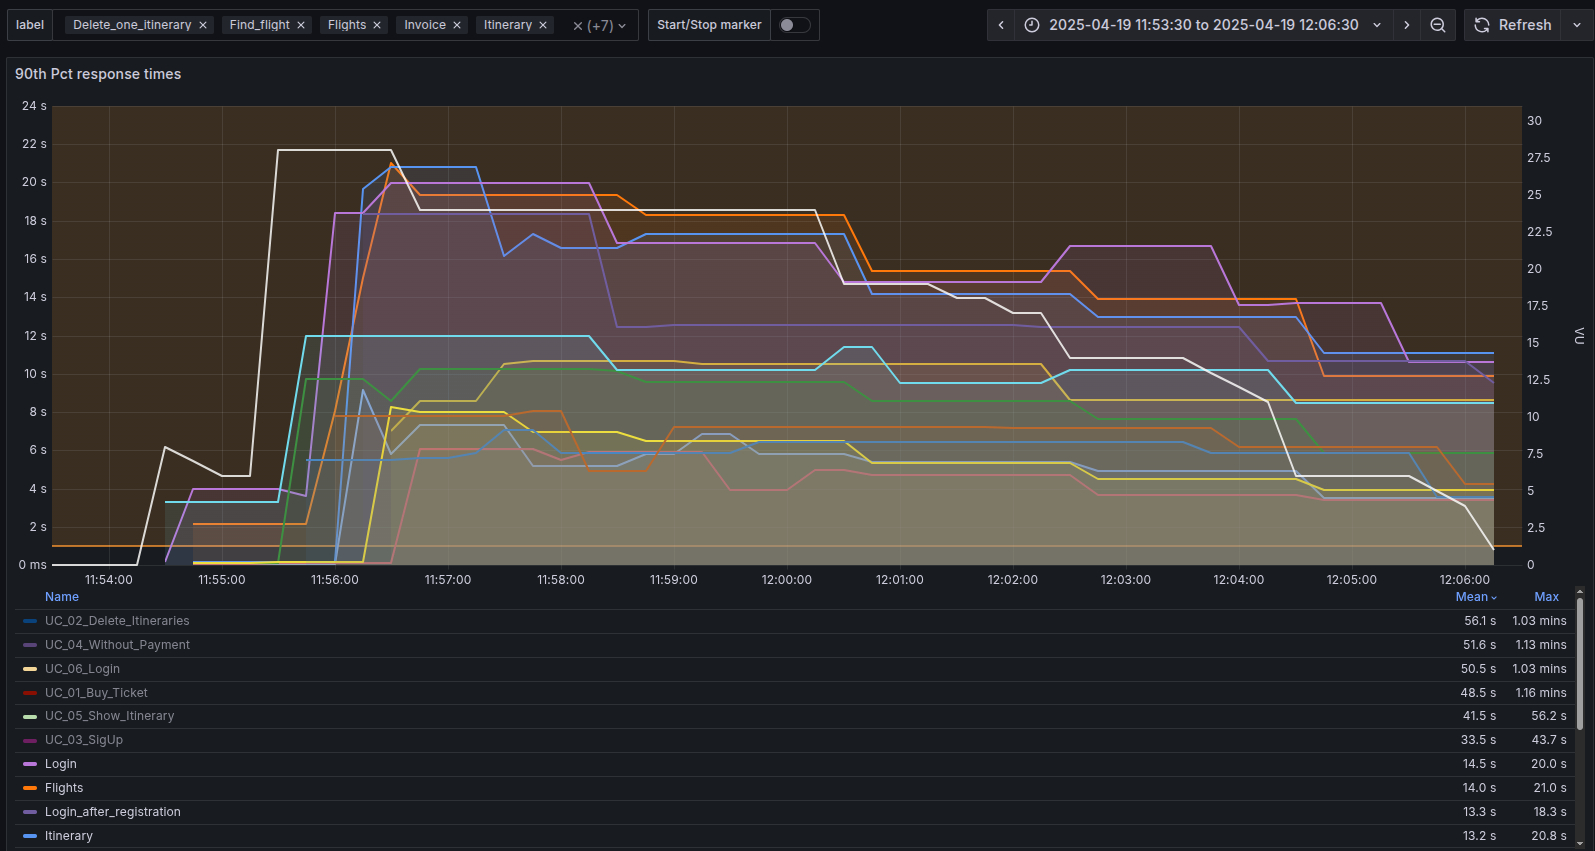 label Delete_one_itinerary × Find_flight × Flights × Invoice × Itinerary × × (+7) Start/Stop marker 2025-04-19 11:53:30 to 2025-04-19 12:06:30 Refresh
90th Pct response times
24 s
22 s
20 s
18 s
16 s
14 s
12 s
10 s
8 s
6 s
4 s
2 s
0 ms
30
27.5
25
22.5
20
17.5
15
12.5
10
7.5
5
2.5
0
VU
11:54:00 11:55:00 11:56:00 11:57:00 11:58:00 11:59:00 12:00:00 12:01:00 12:02:00 12:03:00 12:04:00 12:05:00 12:06:00
Name Mean Max
UC_02_Delete_Itineraries 56.1 s 1.03 mins
UC_04_Without_Payment 51.6 s 1.13 mins
UC_06_Login 50.5 s 1.03 mins
UC_01_Buy_Ticket 48.5 s 1.16 mins
UC_05_Show_Itinerary 41.5 s 56.2 s
UC_03_SigUp 33.5 s 43.7 s
Login 14.5 s 20.0 s
Flights 14.0 s 21.0 s
Login_after_registration 13.3 s 18.3 s
Itinerary 13.2 s 20.8 s